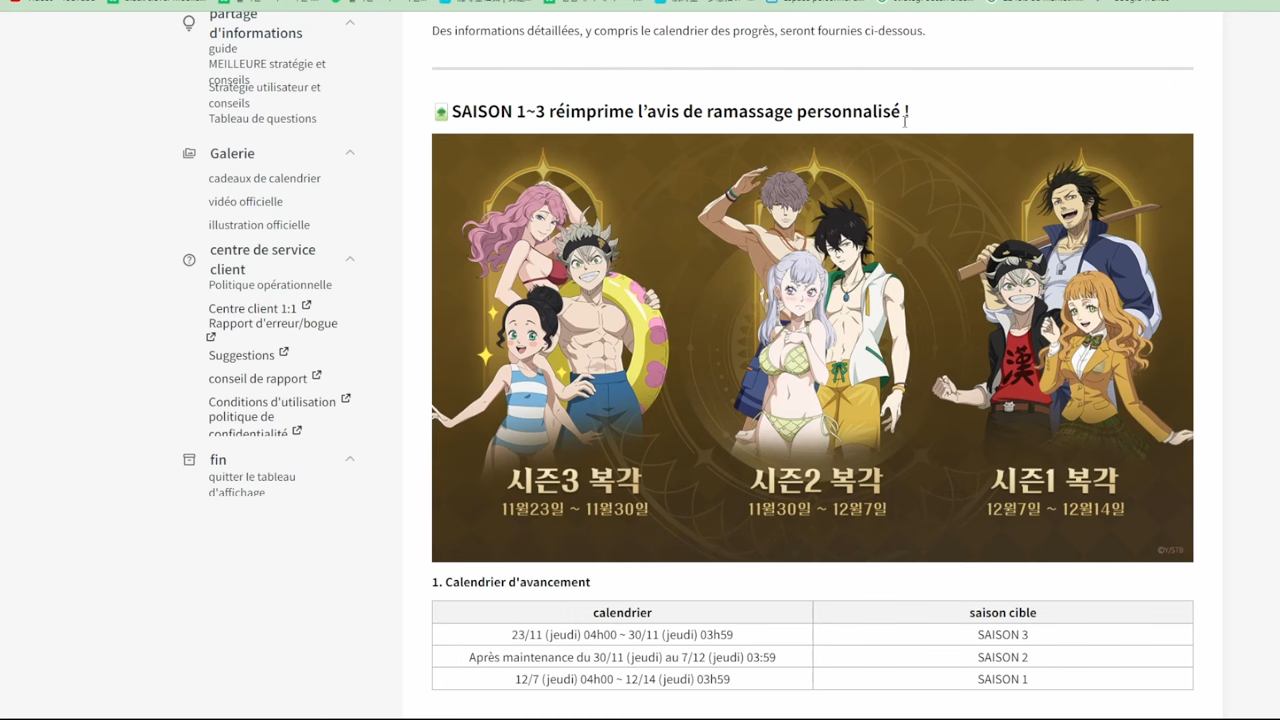 partage
d'informations
guide
MEILLEURE stratégie et
conseils
Stratégie utilisateur et
conseils
Tableau de questions
Galerie
cadeaux de calendrier
vidéo officielle
illustration officielle
centre de service
client
Politique opérationnelle
Centre client 1:1
Rapport d'erreur/bogue
Suggestions
conseil de rapport
Conditions d'utilisation
politique de
confidentialité
fin
quitter le tableau
d'affichage
Des informations détaillées, y compris le calendrier des progrès, seront fournies ci-dessous.
SAISON 1~3 réimprime l'avis de ramassage personnalisé !
漢
시즌3 복각
11월23일 ~ 11월30일
시즌2 복각
11월30일 ~ 12월7일
시즌1 복각
12월7일 ~ 12월14일
©Y/STB
1. Calendrier d'avancement
calendrier saison cible
23/11 (jeudi) 04h00 ~ 30/11 (jeudi) 03h59 SAISON 3
Après maintenance du 30/11 (jeudi) au 7/12 (jeudi) 03:59 SAISON 2
12/7 (jeudi) 04h00 ~ 12/14 (jeudi) 03h59 SAISON 1